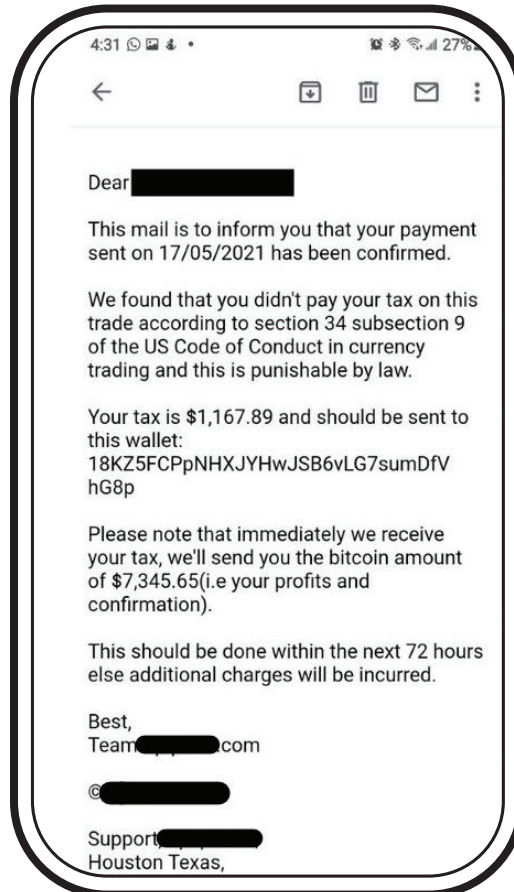 4:31
27%
Dear
This mail is to inform you that your payment
sent on 17/05/2021 has been confirmed.
We found that you didn't pay your tax on this
trade according to section 34 subsection 9
of the US Code of Conduct in currency
trading and this is punishable by law.
Your tax is $1,167.89 and should be sent to
this wallet:
18KZ5FCPpNHXJYHwJSB6vLG7sumDfV
hG8p
Please note that immediately we receive
your tax, we'll send you the bitcoin amount
of $7,345.65(i.e your profits and
confirmation).
This should be done within the next 72 hours
else additional charges will be incurred.
Best,
Team .com
©
Support,
Houston Texas,